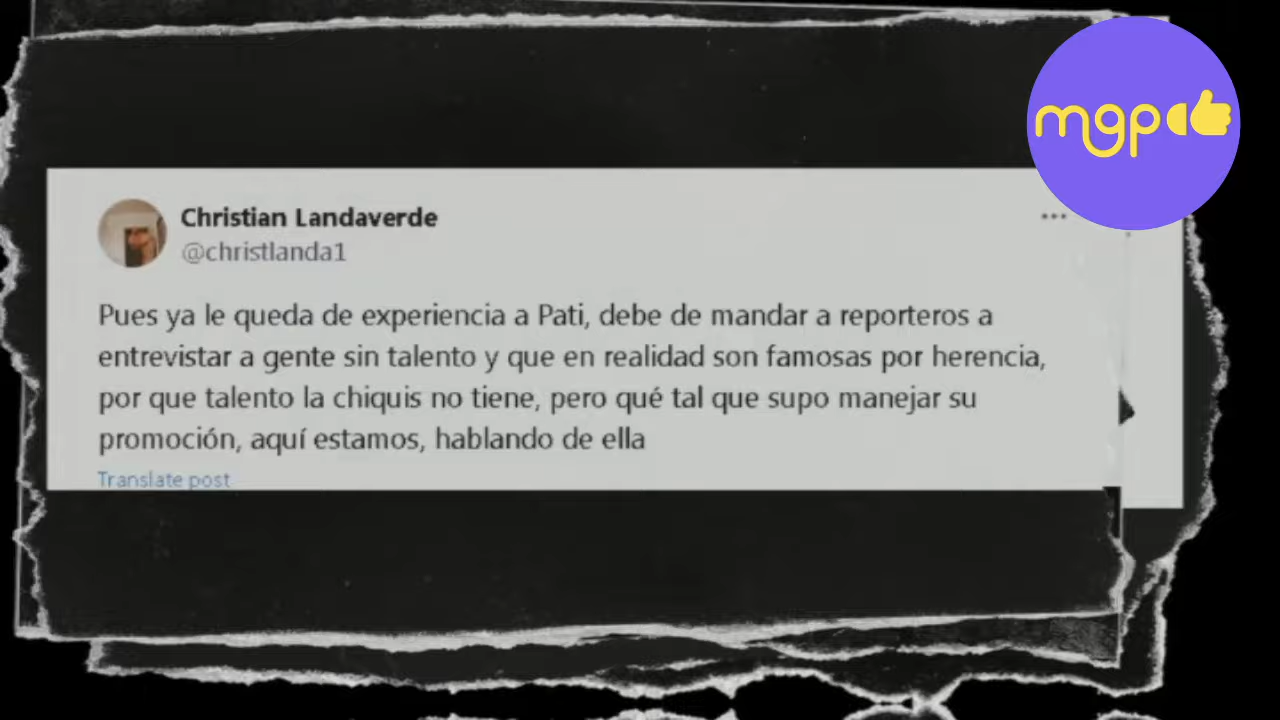 mgp
Christian Landaverde
@christlanda1
Pues ya le queda de experiencia a Pati, debe de mandar a reporteros a
entrevistar a gente sin talento y que en realidad son famosas por herencia,
por que talento la chiquis no tiene, pero qué tal que supo manejar su
promoción, aquí estamos, hablando de ella
Translate post